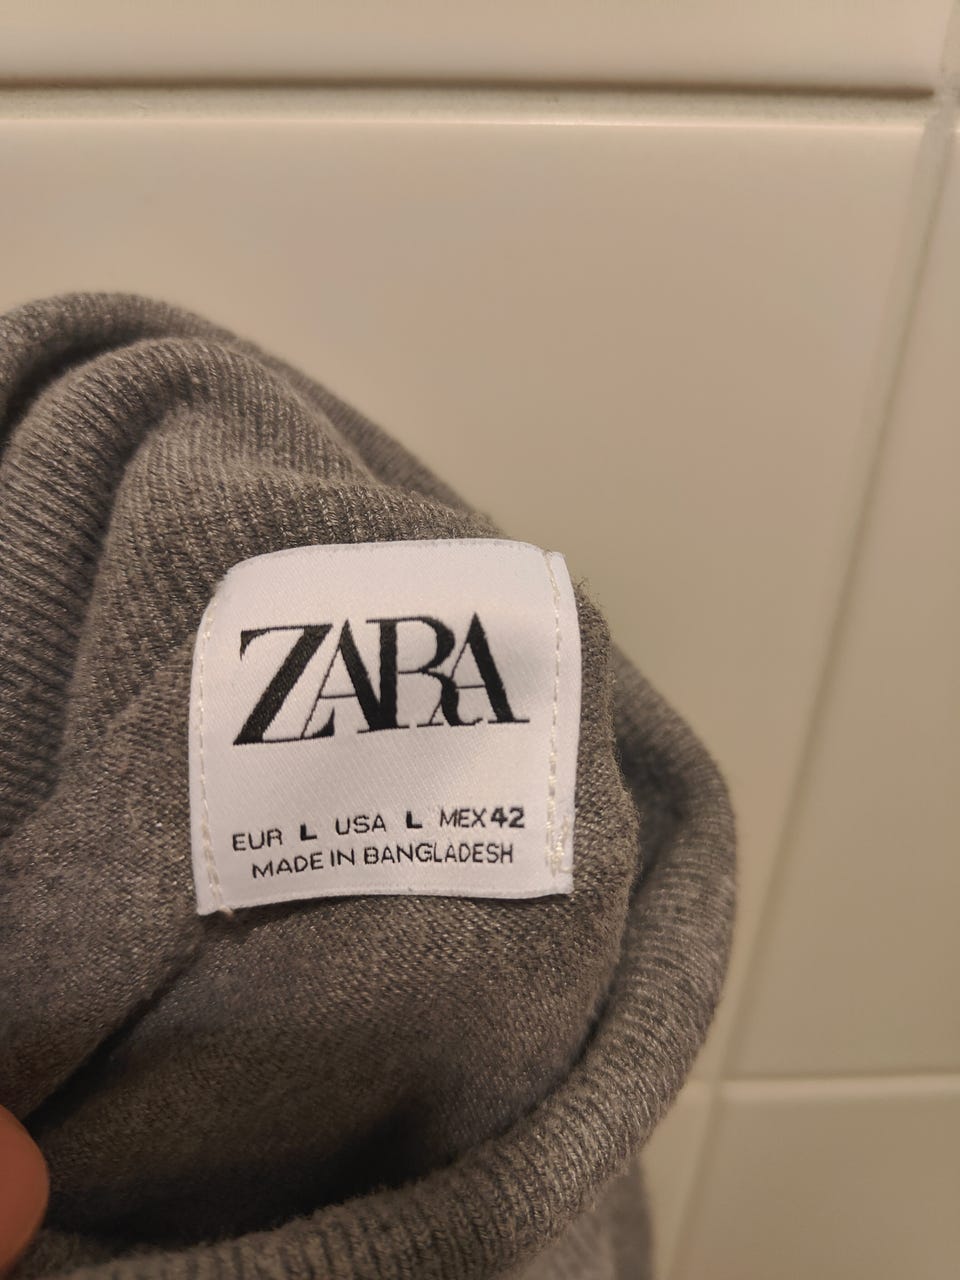 ZARA
EUR L USA L MEX 42
MADE IN BANGLADESH